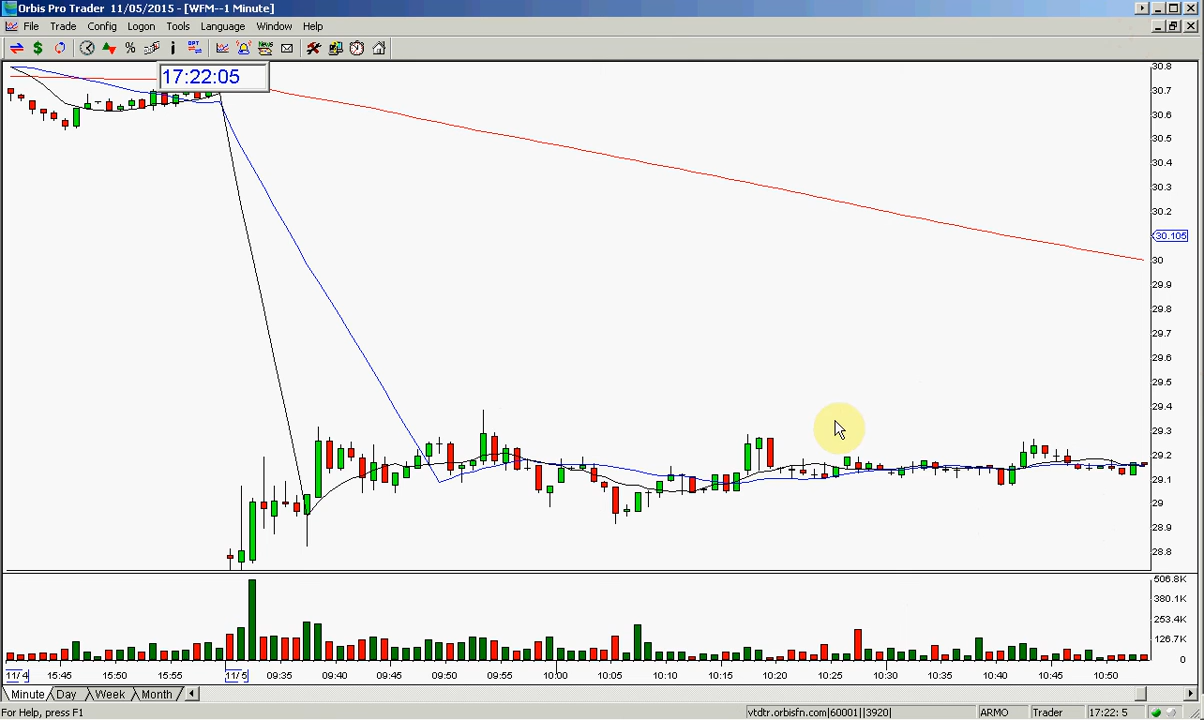 Orbis Pro Trader 11/05/2015 - [WFM--1 Minute]
File Trade Config Logon Tools Language Window Help
17:22:05
30.8
30.7
30.6
30.5
30.4
30.3
30.2
30.105
30
29.9
29.8
29.7
29.6
29.5
29.4
29.3
29.2
29.1
29
28.9
28.8
506.8K
380.1K
253.4K
126.7K
0
11/4 15:45 15:50 15:55 11/5 09:35 09:40 09:45 09:50 09:55 10:00 10:05 10:10 10:15 10:20 10:25 10:30 10:35 10:40 10:45 10:50
Minute Day Week Month
For Help, press F1 vtdtr.orbisfn.com|60001||3920| ARMO Trader 17:22: 5